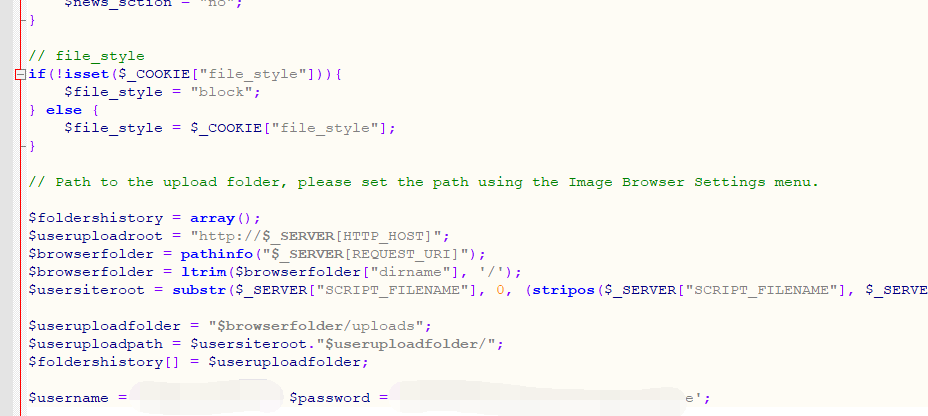 $news_sction = "no";
}
// file_style
if(!isset($_COOKIE["file_style"])){
$file_style = "block";
} else {
$file_style = $_COOKIE["file_style"];
}
// Path to the upload folder, please set the path using the Image Browser Settings menu.
$foldershistory = array();
$useruploadroot = "http://$_SERVER[HTTP_HOST]";
$browserfolder = pathinfo("$_SERVER[REQUEST_URI]");
$browserfolder = ltrim($browserfolder["dirname"], '/');
$usersiteroot = substr($_SERVER["SCRIPT_FILENAME"], 0, (stripos($_SERVER["SCRIPT_FILENAME"], $_SERVE
$useruploadfolder = "$browserfolder/uploads";
$useruploadpath = $usersiteroot."$useruploadfolder/";
$foldershistory[] = $useruploadfolder;
$username = $password = e';